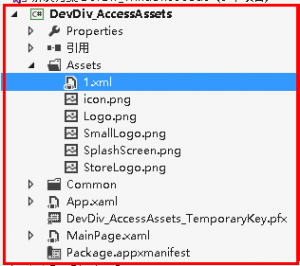 DevDiv_AccessAssets
Properties
引用
Assets
1.xml
icon.png
Logo.png
SmallLogo.png
SplashScreen.png
StoreLogo.png
Common
App.xaml
DevDiv_AccessAssets_TemporaryKey.pfx
MainPage.xaml
Package.appxmanifest